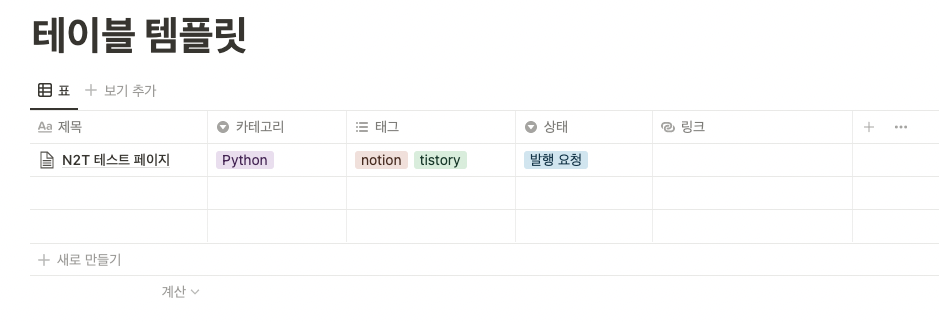 테이블 템플릿
표 보기 추가
Aa 제목 카테고리 태그 상태 링크
N2T 테스트 페이지 Python notion tistory 발행 요청
새로 만들기
계산